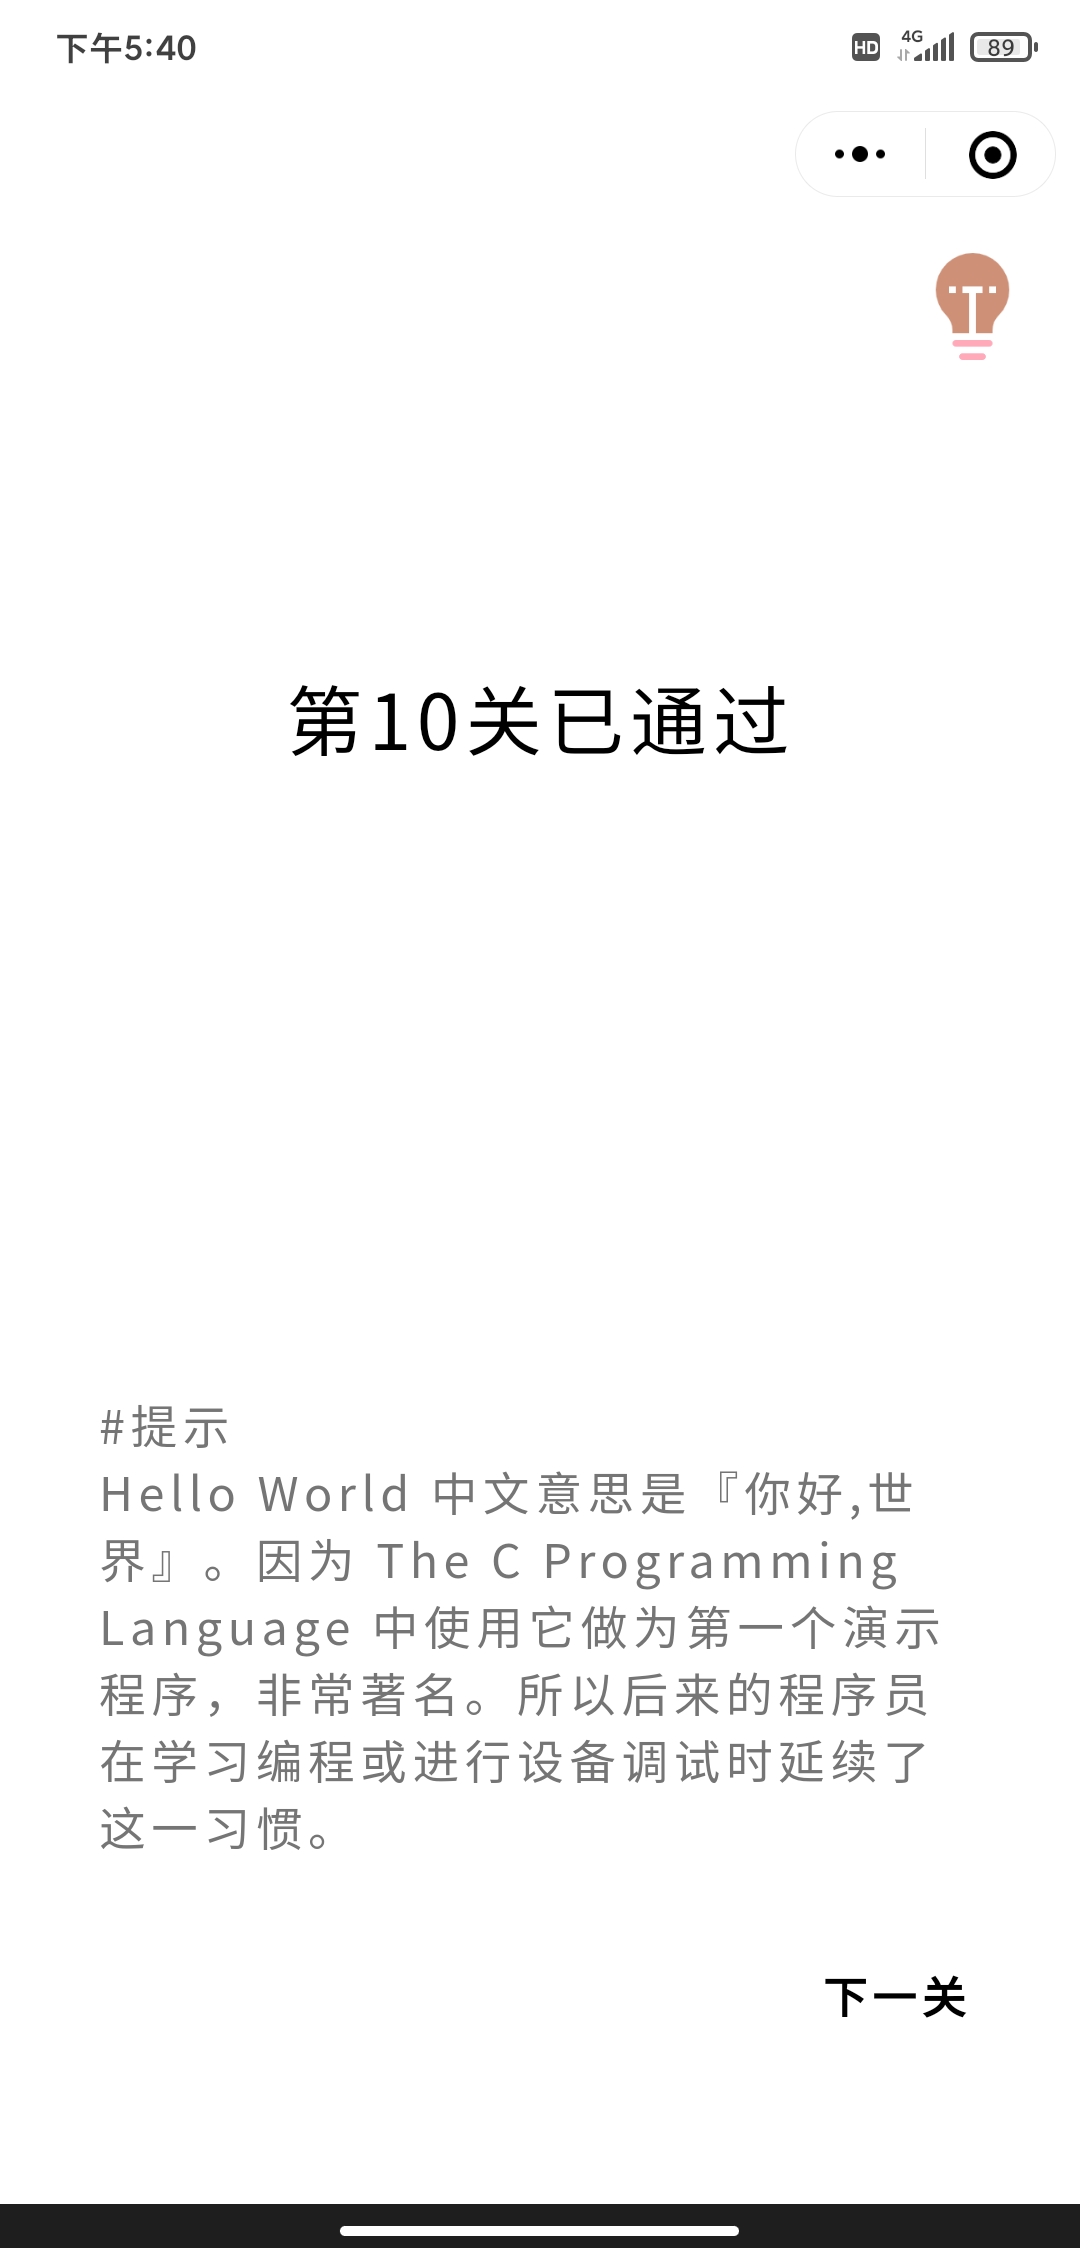 下午5:40
HD
4G
89
第10关已通过
#提示
Hello World 中文意思是『你好,世
界』。因为 The C Programming
Language 中使用它做为第一个演示
程序，非常著名。所以后来的程序员
在学习编程或进行设备调试时延续了
这一习惯。
下一关